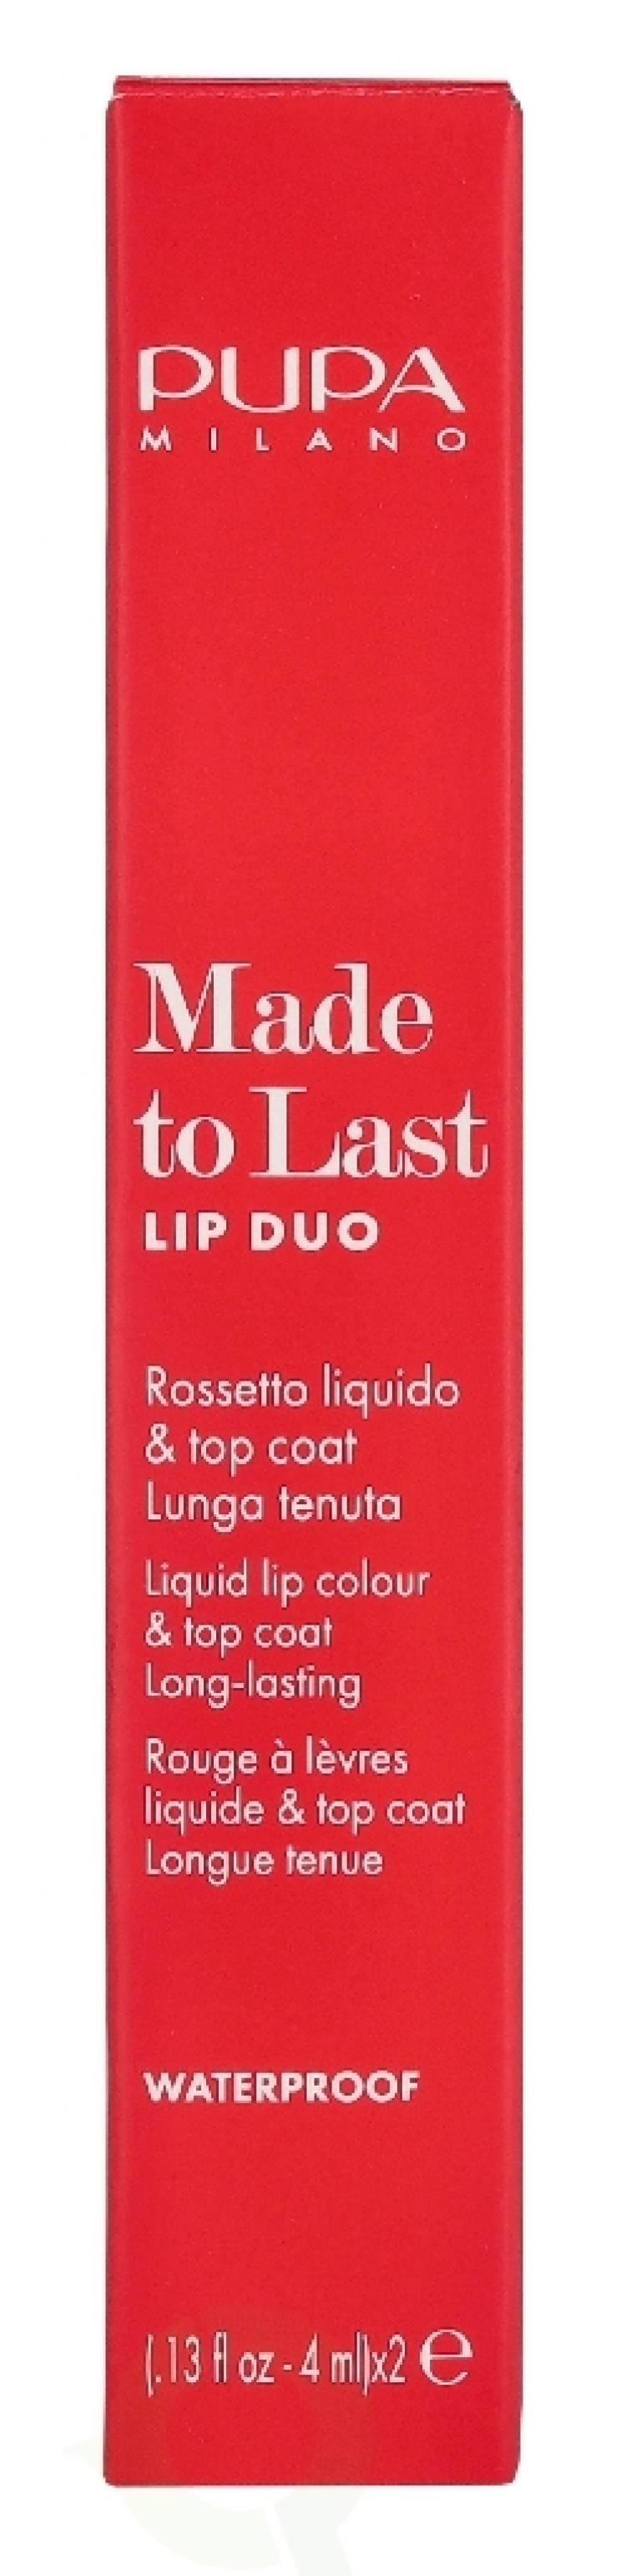 PUPA
MILANO
Made
to Last
LIP DUO
Rossetto liquido
& top coat
Lunga tenuta
Liquid lip colour
& top coat
Long-lasting
Rouge à lèvres
liquide & top coat
Longue tenue
WATERPROOF
(.13 fl oz - 4 ml)x2 ℮